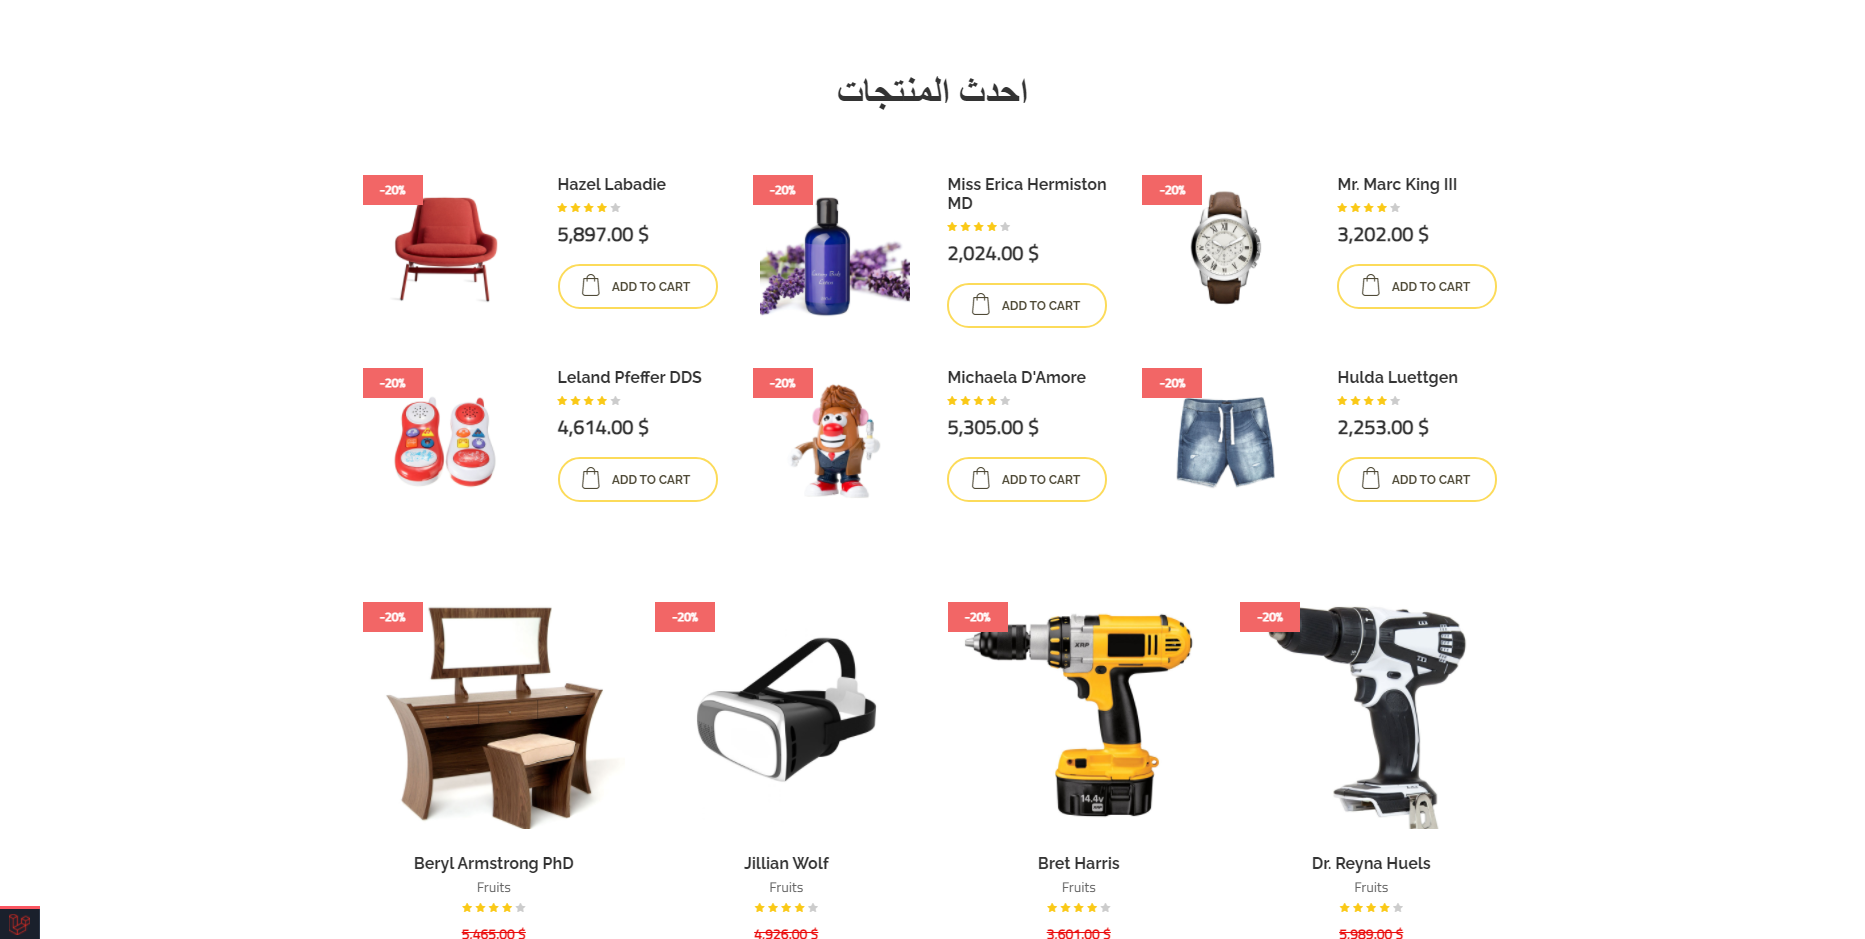 احدث المنتجات
-20%
Hazel Labadie
5,897.00 $
ADD TO CART
-20%
Miss Erica Hermiston
MD
2,024.00 $
ADD TO CART
-20%
Mr. Marc King III
3,202.00 $
ADD TO CART
-20%
Leland Pfeffer DDS
4,614.00 $
ADD TO CART
-20%
Michaela D'Amore
5,305.00 $
ADD TO CART
-20%
Hulda Luettgen
2,253.00 $
ADD TO CART
-20%
Beryl Armstrong PhD
Fruits
5,465.00 $
-20%
Jillian Wolf
Fruits
4,926.00 $
-20%
XRP
14.4v
Bret Harris
Fruits
3,601.00 $
-20%
Dr. Reyna Huels
Fruits
5,989.00 $